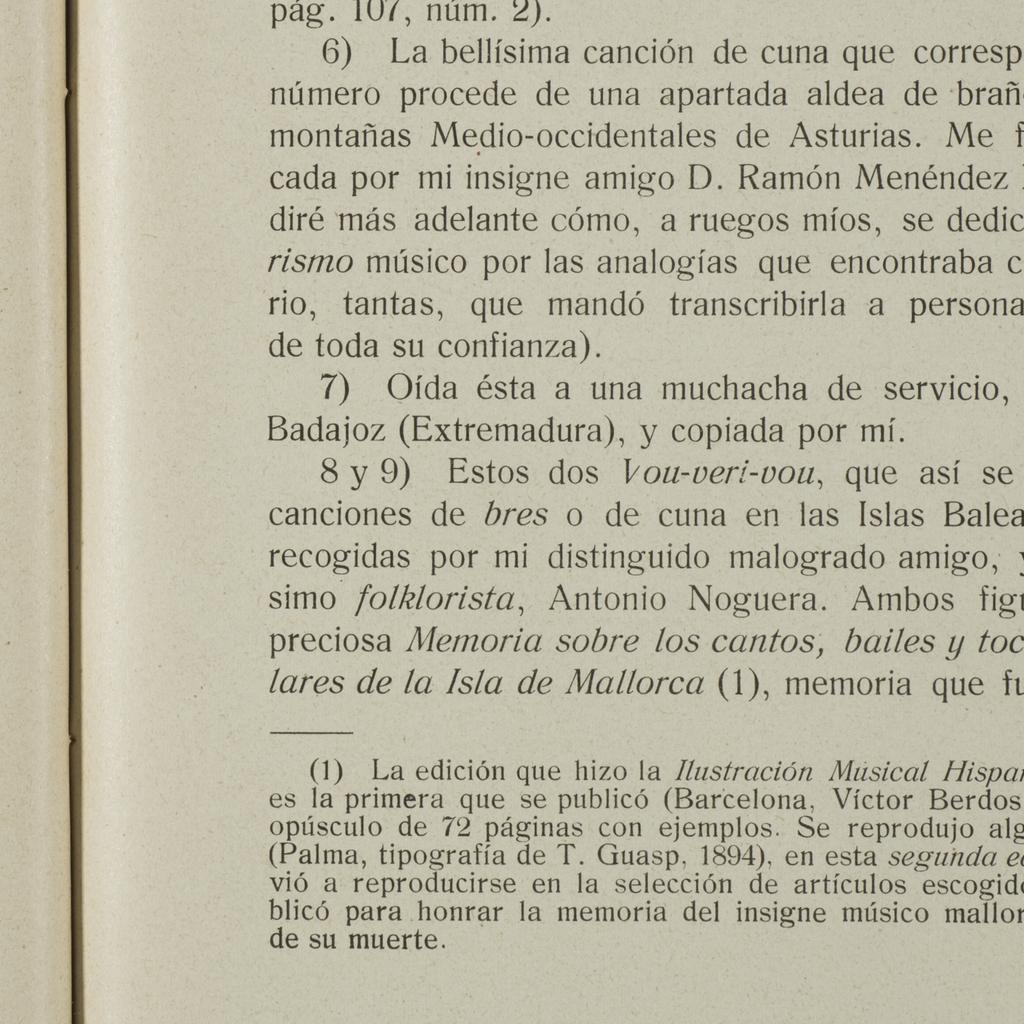 pág. 107, núm. 2).
6) La bellísima canción de cuna que corresp
número procede de una apartada aldea de brañ
montañas Medio-occidentales de Asturias. Me f
cada por mi insigne amigo D. Ramón Menéndez
diré más adelante cómo, a ruegos míos, se dedic
rismo músico por las analogías que encontraba c
rio, tantas, que mandó transcribirla a persona
de toda su confianza).
7) Oída ésta a una muchacha de servicio,
Badajoz (Extremadura), y copiada por mí.
8 y 9) Estos dos Vou-veri-vou, que así se
canciones de bres o de cuna en las Islas Balea
recogidas por mi distinguido malogrado amigo, y
simo folklorista, Antonio Noguera. Ambos figu
preciosa Memoria sobre los cantos, bailes y toc
lares de la Isla de Mallorca (1), memoria que fu
(1) La edición que hizo la Ilustración Musical Hispan
es la primera que se publicó (Barcelona, Víctor Berdos
opúsculo de 72 páginas con ejemplos. Se reprodujo alg
(Palma, tipografía de T. Guasp, 1894), en esta segunda e
vió a reproducirse en la selección de artículos escogido
blicó para honrar la memoria del insigne músico mallor
de su muerte.